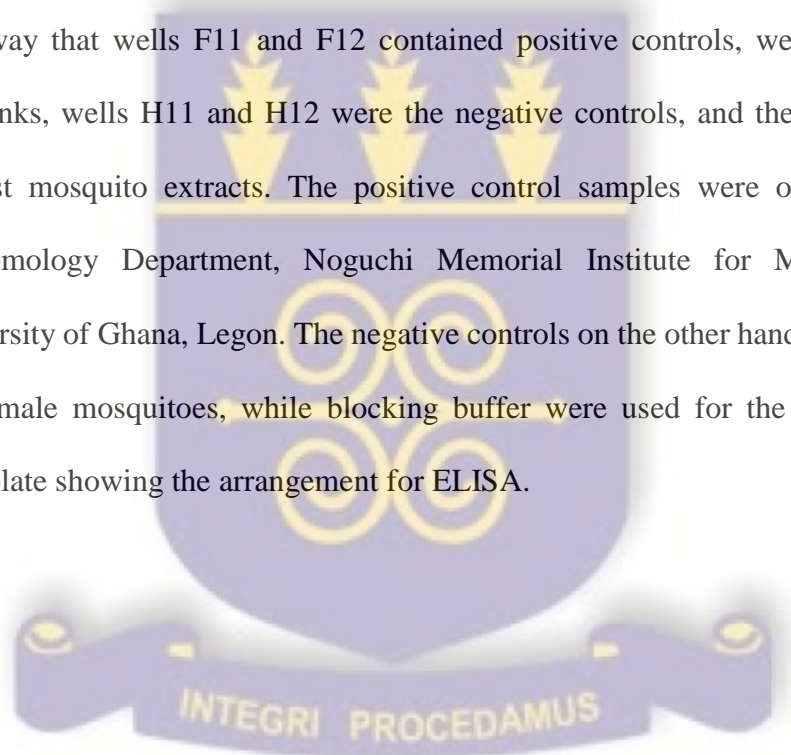 way that wells F11 and F12 contained positive controls, we
nks, wells H11 and H12 were the negative controls, and the
st mosquito extracts. The positive control samples were o
omology Department, Noguchi Memorial Institute for M
rsity of Ghana, Legon. The negative controls on the other hand
male mosquitoes, while blocking buffer were used for the
plate showing the arrangement for ELISA.
INTEGRI PROCEDAMUS